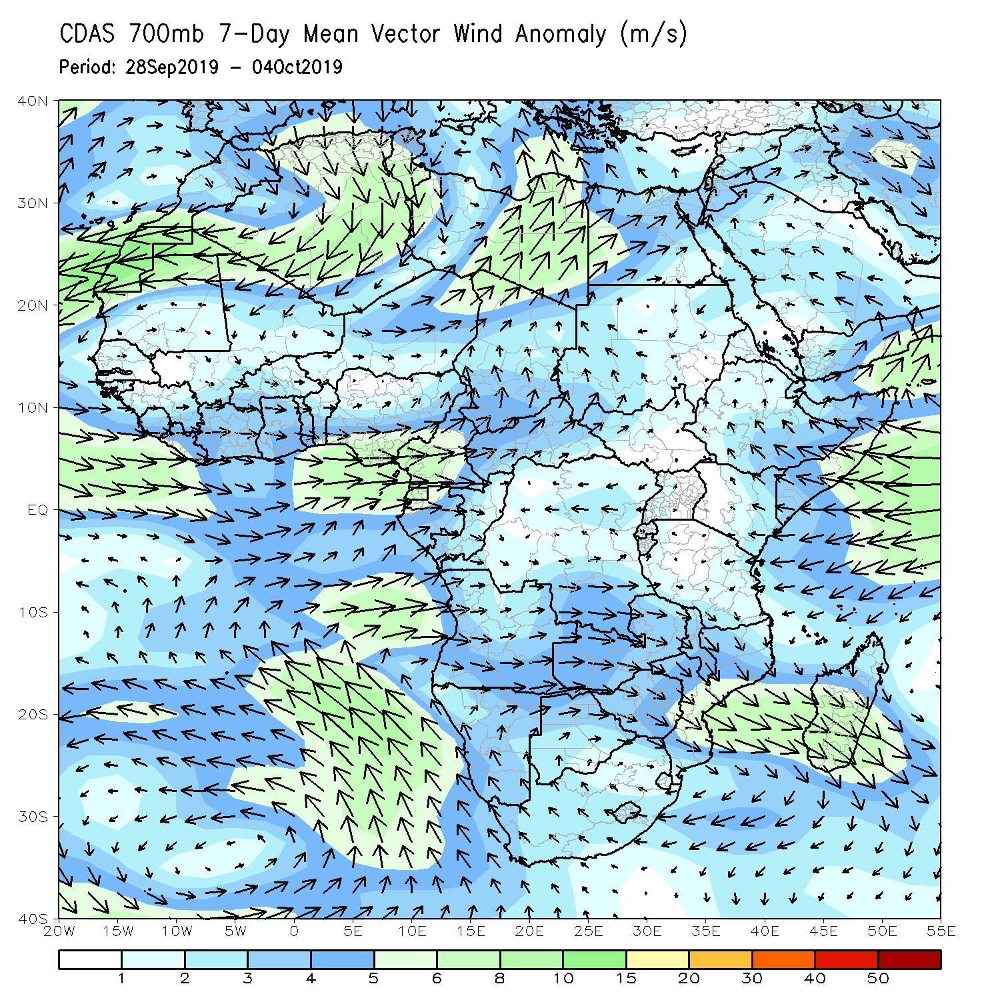 CDAS 700mb 7-Day Mean Vector Wind Anomaly (m/s)
Period: 28Sep2019 - 04Oct2019
40N
30N
20N
10N
EQ
10S
20S
30S
40S
20W 15W 10W 5W 0 5E 10E 15E 20E 25E 30E 35E 40E 45E 50E 55E
1 2 3 4 5 6 8 10 15 20 30 40 50